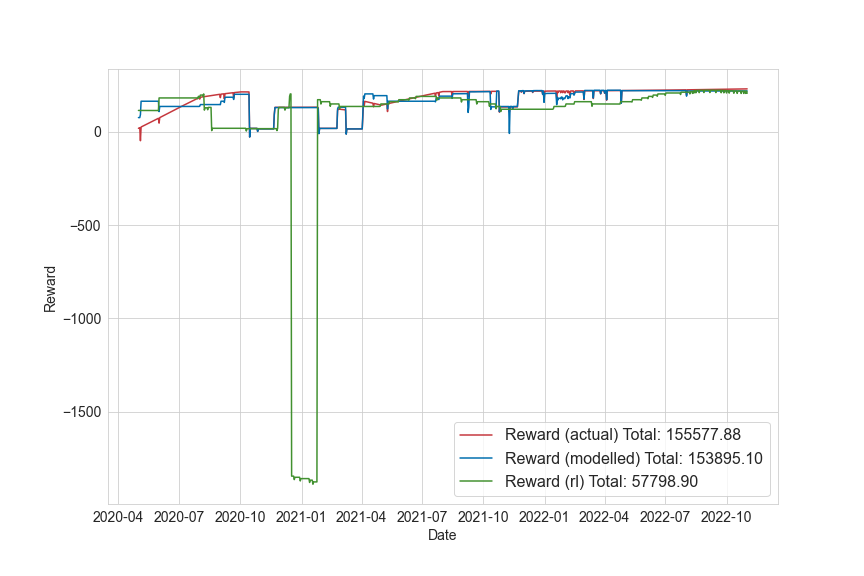 0
−500
−1000
−1500
Reward
Reward (actual) Total: 155577.88
Reward (modelled) Total: 153895.10
Reward (rl) Total: 57798.90
2020-04 2020-07 2020-10 2021-01 2021-04 2021-07 2021-10 2022-01 2022-04 2022-07 2022-10
Date